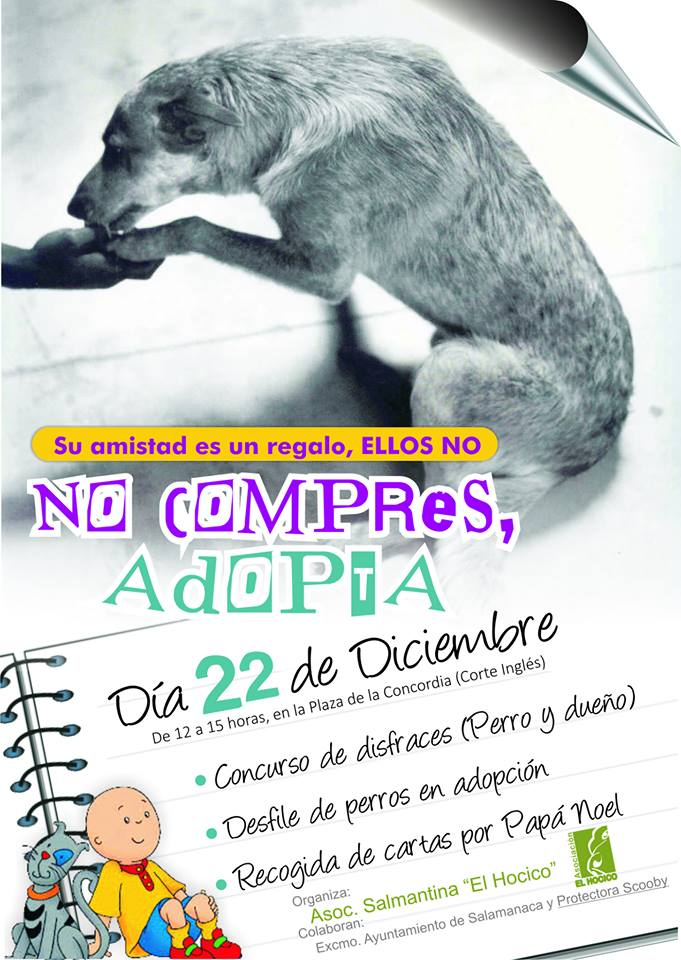 Su amistad es un regalo, ELLOS NO
NO COMPReS,
AdOPtA
Día 22 de Diciembre
De 12 a 15 horas, en la Plaza de la Concordia (Corte Inglés)
• Concurso de disfraces (Perro y dueño)
• Desfile de perros en adopción
• Recogida de cartas por Papá Noel
Organiza:
Asoc. Salmantina “El Hocico”
Asociación
EL HOCICO
Colaboran:
Excmo. Ayuntamiento de Salamanaca y Protectora Scooby